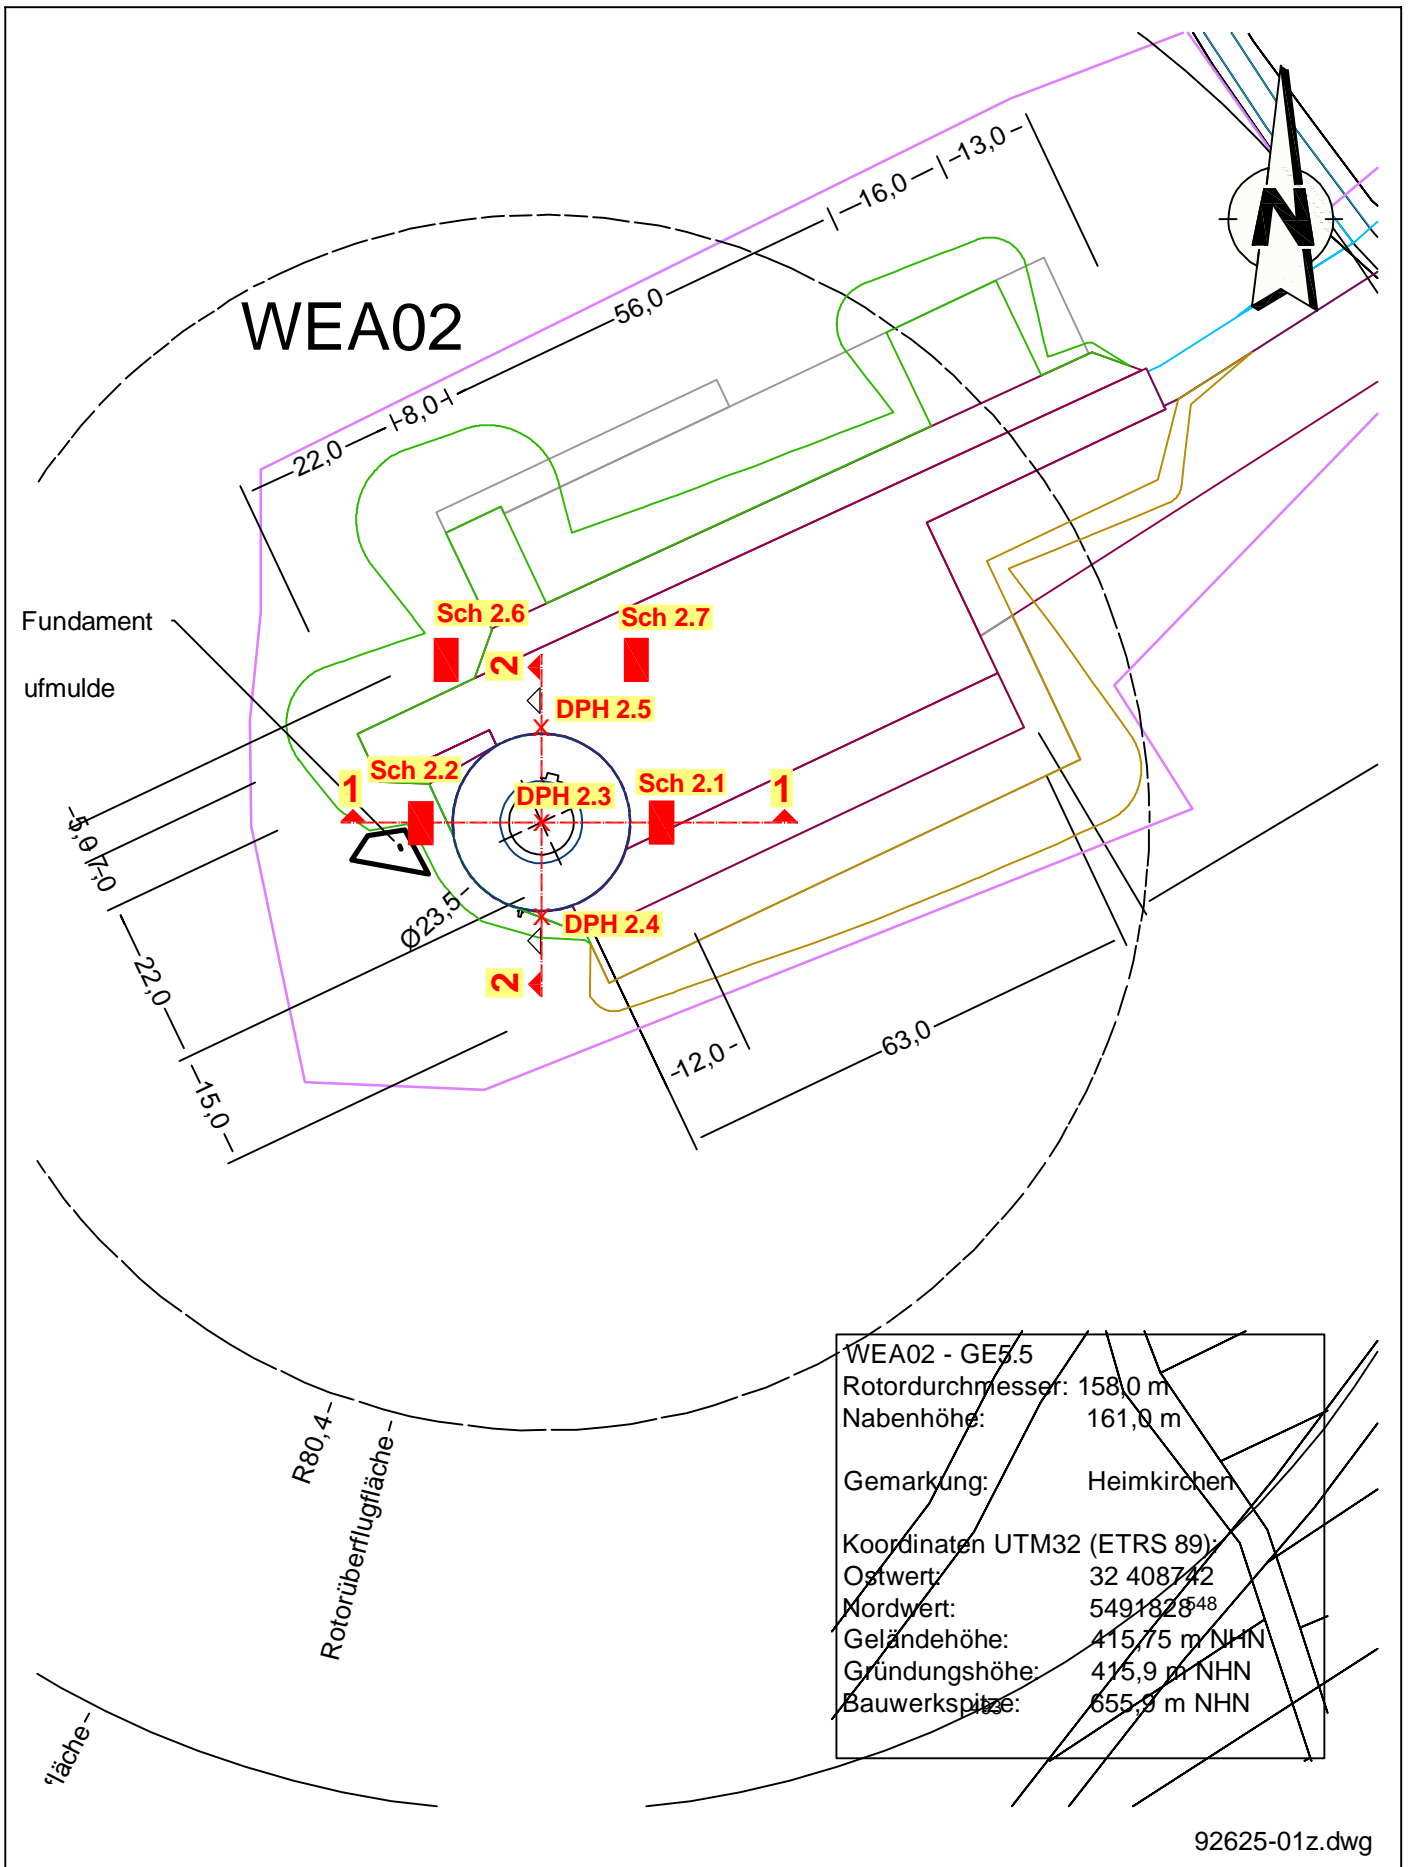 -13,0-
-16,0-
N
56,0
WEA02
-8,0-
-22,0-
Fundament
ufmulde
Sch 2.6
Sch 2.7
2
DPH 2.5
Sch 2.2
1
DPH 2.3
Sch 2.1
1
5,0
7,0
Ø23,5-
DPH 2.4
2
22,0
-12,0-
63,0
-15,0-
R80,4-
Rotorüberflugfläche-
fläche-
WEA02 - GE5.5
Rotordurchmesser: 158,0 m
Nabenhöhe: 161,0 m
Gemarkung: Heimkirchen
Koordinaten UTM32 (ETRS 89):
Ostwert: 32 408742
Nordwert: 5491828 548
Geländehöhe: 415,75 m NHN
Gründungshöhe: 415,9 m NHN
Bauwerkspitze: 655,9 m NHN
92625-01z.dwg